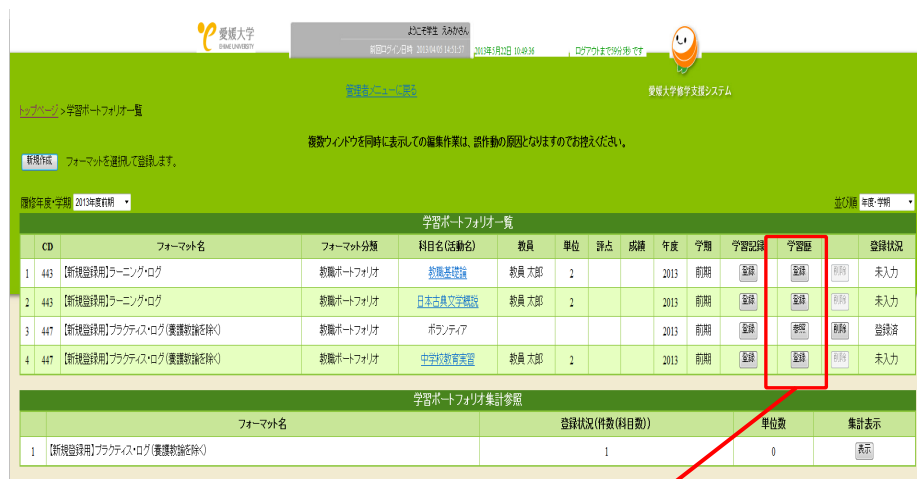 愛媛大学
EHIME UNIVERSITY
ようこそ学生 えみかさん
前回ログイン日時 2013/04/05 14:51:57
2013年5月22日 10:49:36
ログアウトまで59分5秒 です
管理者メニューに戻る
愛媛大学修学支援システム
トップページ > 学習ポートフォリオ一覧
複数ウィンドウを同時に表示しての編集作業は、誤作動の原因となりますのでお控えください。
新規作成 フォーマットを選択して登録します。
履修年度・学期 2013年度前期 並び順 年度・学期
学習ポートフォリオ一覧
CD フォーマット名 フォーマット分類 科目名(活動名) 教員 単位 評点 成績 年度 学期 学習記録 学習歴 登録状況
1 443 【新規登録用】ラーニング・ログ 教職ポートフォリオ 教職基礎論 教員 太郎 2 2013 前期 登録 登録 削除 未入力
2 443 【新規登録用】ラーニング・ログ 教職ポートフォリオ 日本古典文学概説 教員 太郎 2 2013 前期 登録 登録 削除 未入力
3 447 【新規登録用】プラクティス・ログ(養護教諭を除く) 教職ポートフォリオ ボランティア 2013 前期 登録 参照 削除 登録済
4 447 【新規登録用】プラクティス・ログ(養護教諭を除く) 教職ポートフォリオ 中学校教育実習 教員 太郎 2 2013 前期 登録 登録 削除 未入力
学習ポートフォリオ集計参照
フォーマット名 登録状況(件数(科目数)) 単位数 集計表示
1 【新規登録用】プラクティス・ログ(養護教諭を除く) 1 0 表示